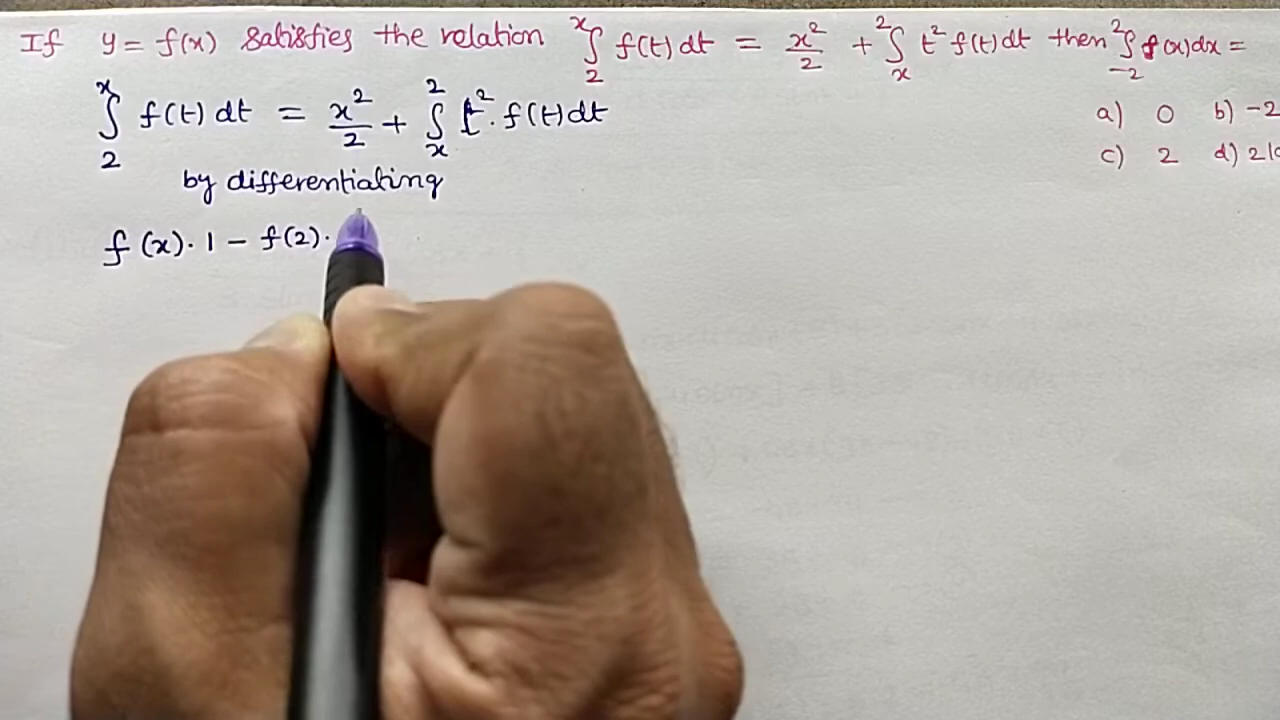 If y = f(x) satisfies the relation ∫₂ˣ f(t) dt = x²/2 + ∫ₓ² t² f(t) dt then ∫₋₂² f(x) dx =
a) 0 b) -2
c) 2 d)
∫₂ˣ f(t) dt = x²/2 + ∫ₓ² t². f(t) dt
by differentiating
f(x). 1 - f(2).